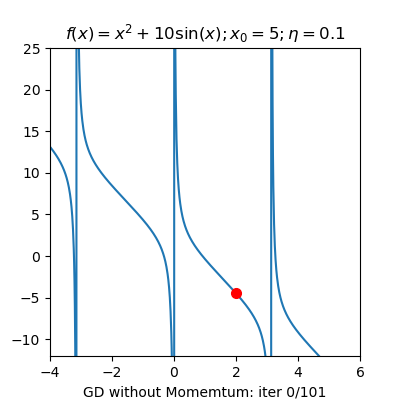 f(x) = x² + 10sin(x); x₀ = 5; η = 0.1
25
20
15
10
5
0
−5
−10
−4 −2 0 2 4 6
GD without Momemtum: iter 0/101